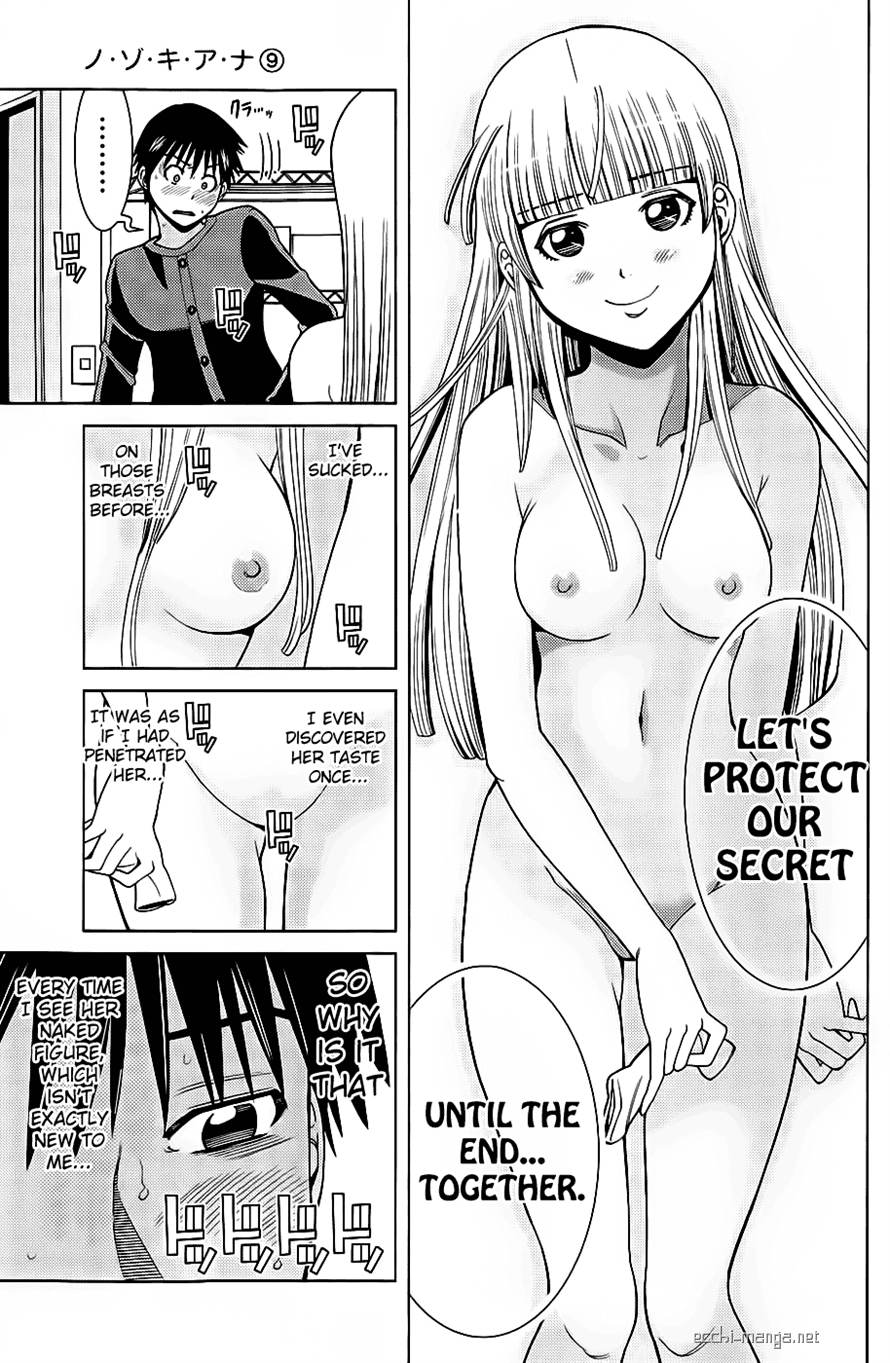 ノ・ゾ・キ・ア・ナ⑨
LET'S
PROTECT
OUR
SECRET
UNTIL THE
END...
TOGETHER.
クラ・ッッ
………
ドッ
ドッ
I'VE
SUCKED...
ON
THOSE
BREASTS
BEFORE...
ドッ
ドッ
I EVEN
DISCOVERED
HER TASTE
ONCE...
IT WAS AS
IF I HAD
PENETRATED
HER...
ドッ
ドッ
SO
WHY
IS IT
THAT
EVERY TIME
I SEE HER
NAKED
FIGURE,
WHICH
ISN'T
EXACTLY
NEW TO
ME...
ドッ ドッ ドッ ドッ
ecchi-manga.net